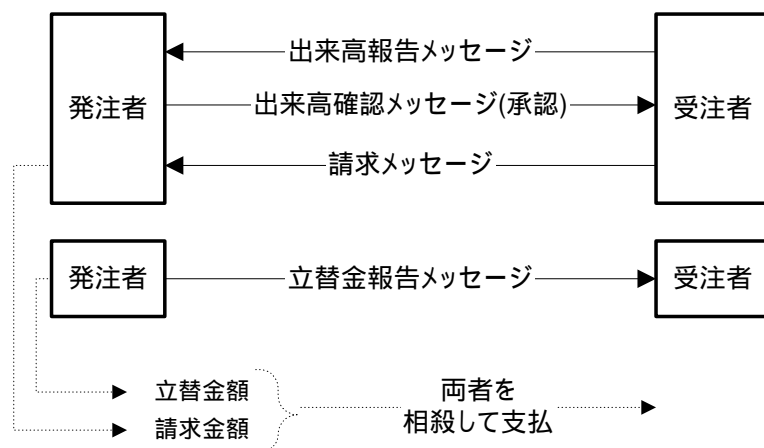 出来高報告メッセージ
発注者
出来高確認メッセージ(承認)
受注者
請求メッセージ
発注者
立替金報告メッセージ
受注者
立替金額
請求金額
両者を
相殺して支払